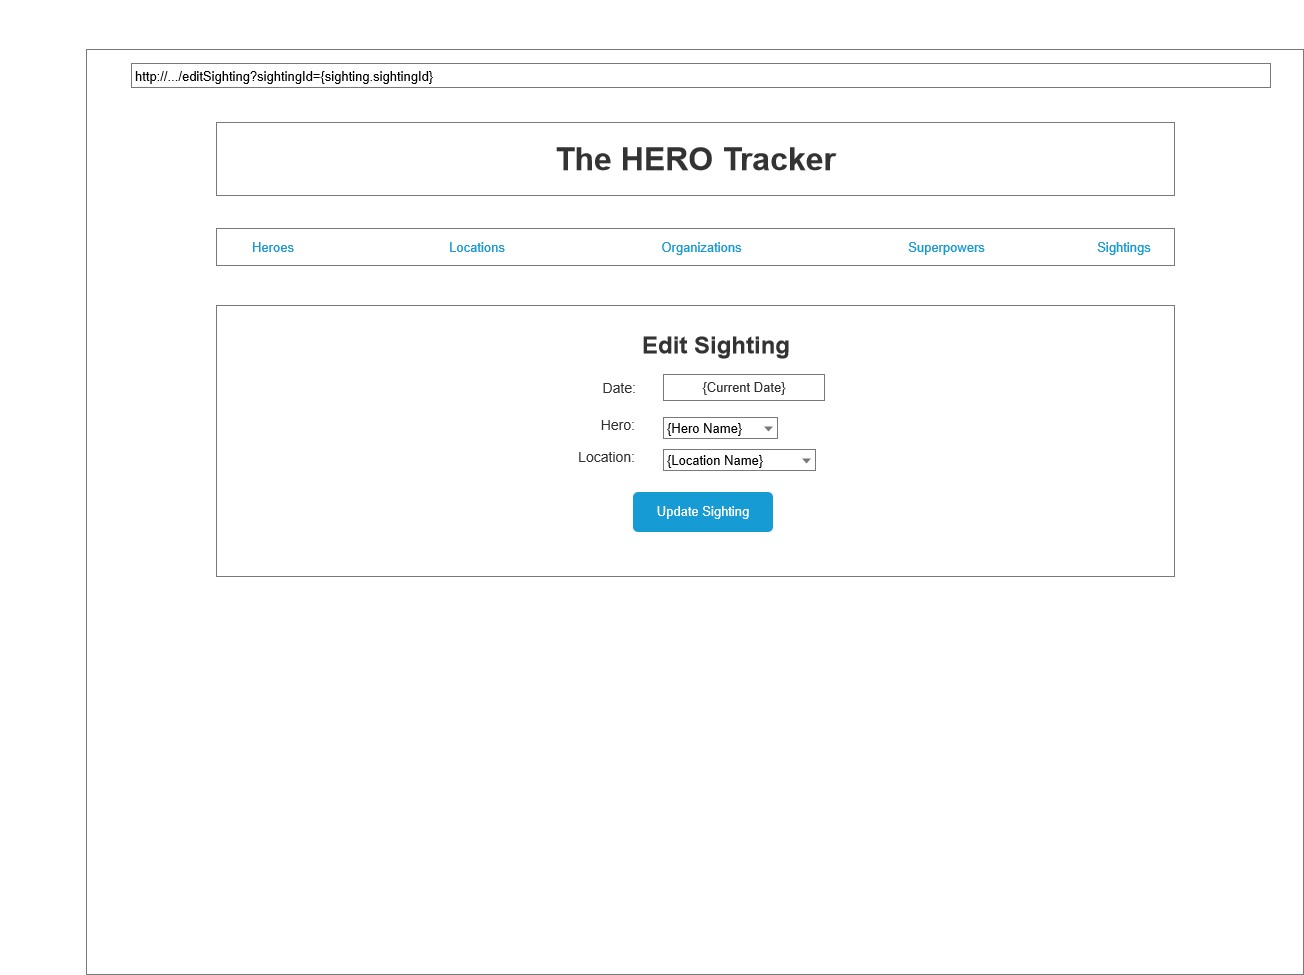 http://.../editSighting?sightingId={sighting.sightingId}
The HERO Tracker
Heroes Locations Organizations Superpowers Sightings
Edit Sighting
Date: {Current Date}
Hero: {Hero Name}
Location: {Location Name}
Update Sighting